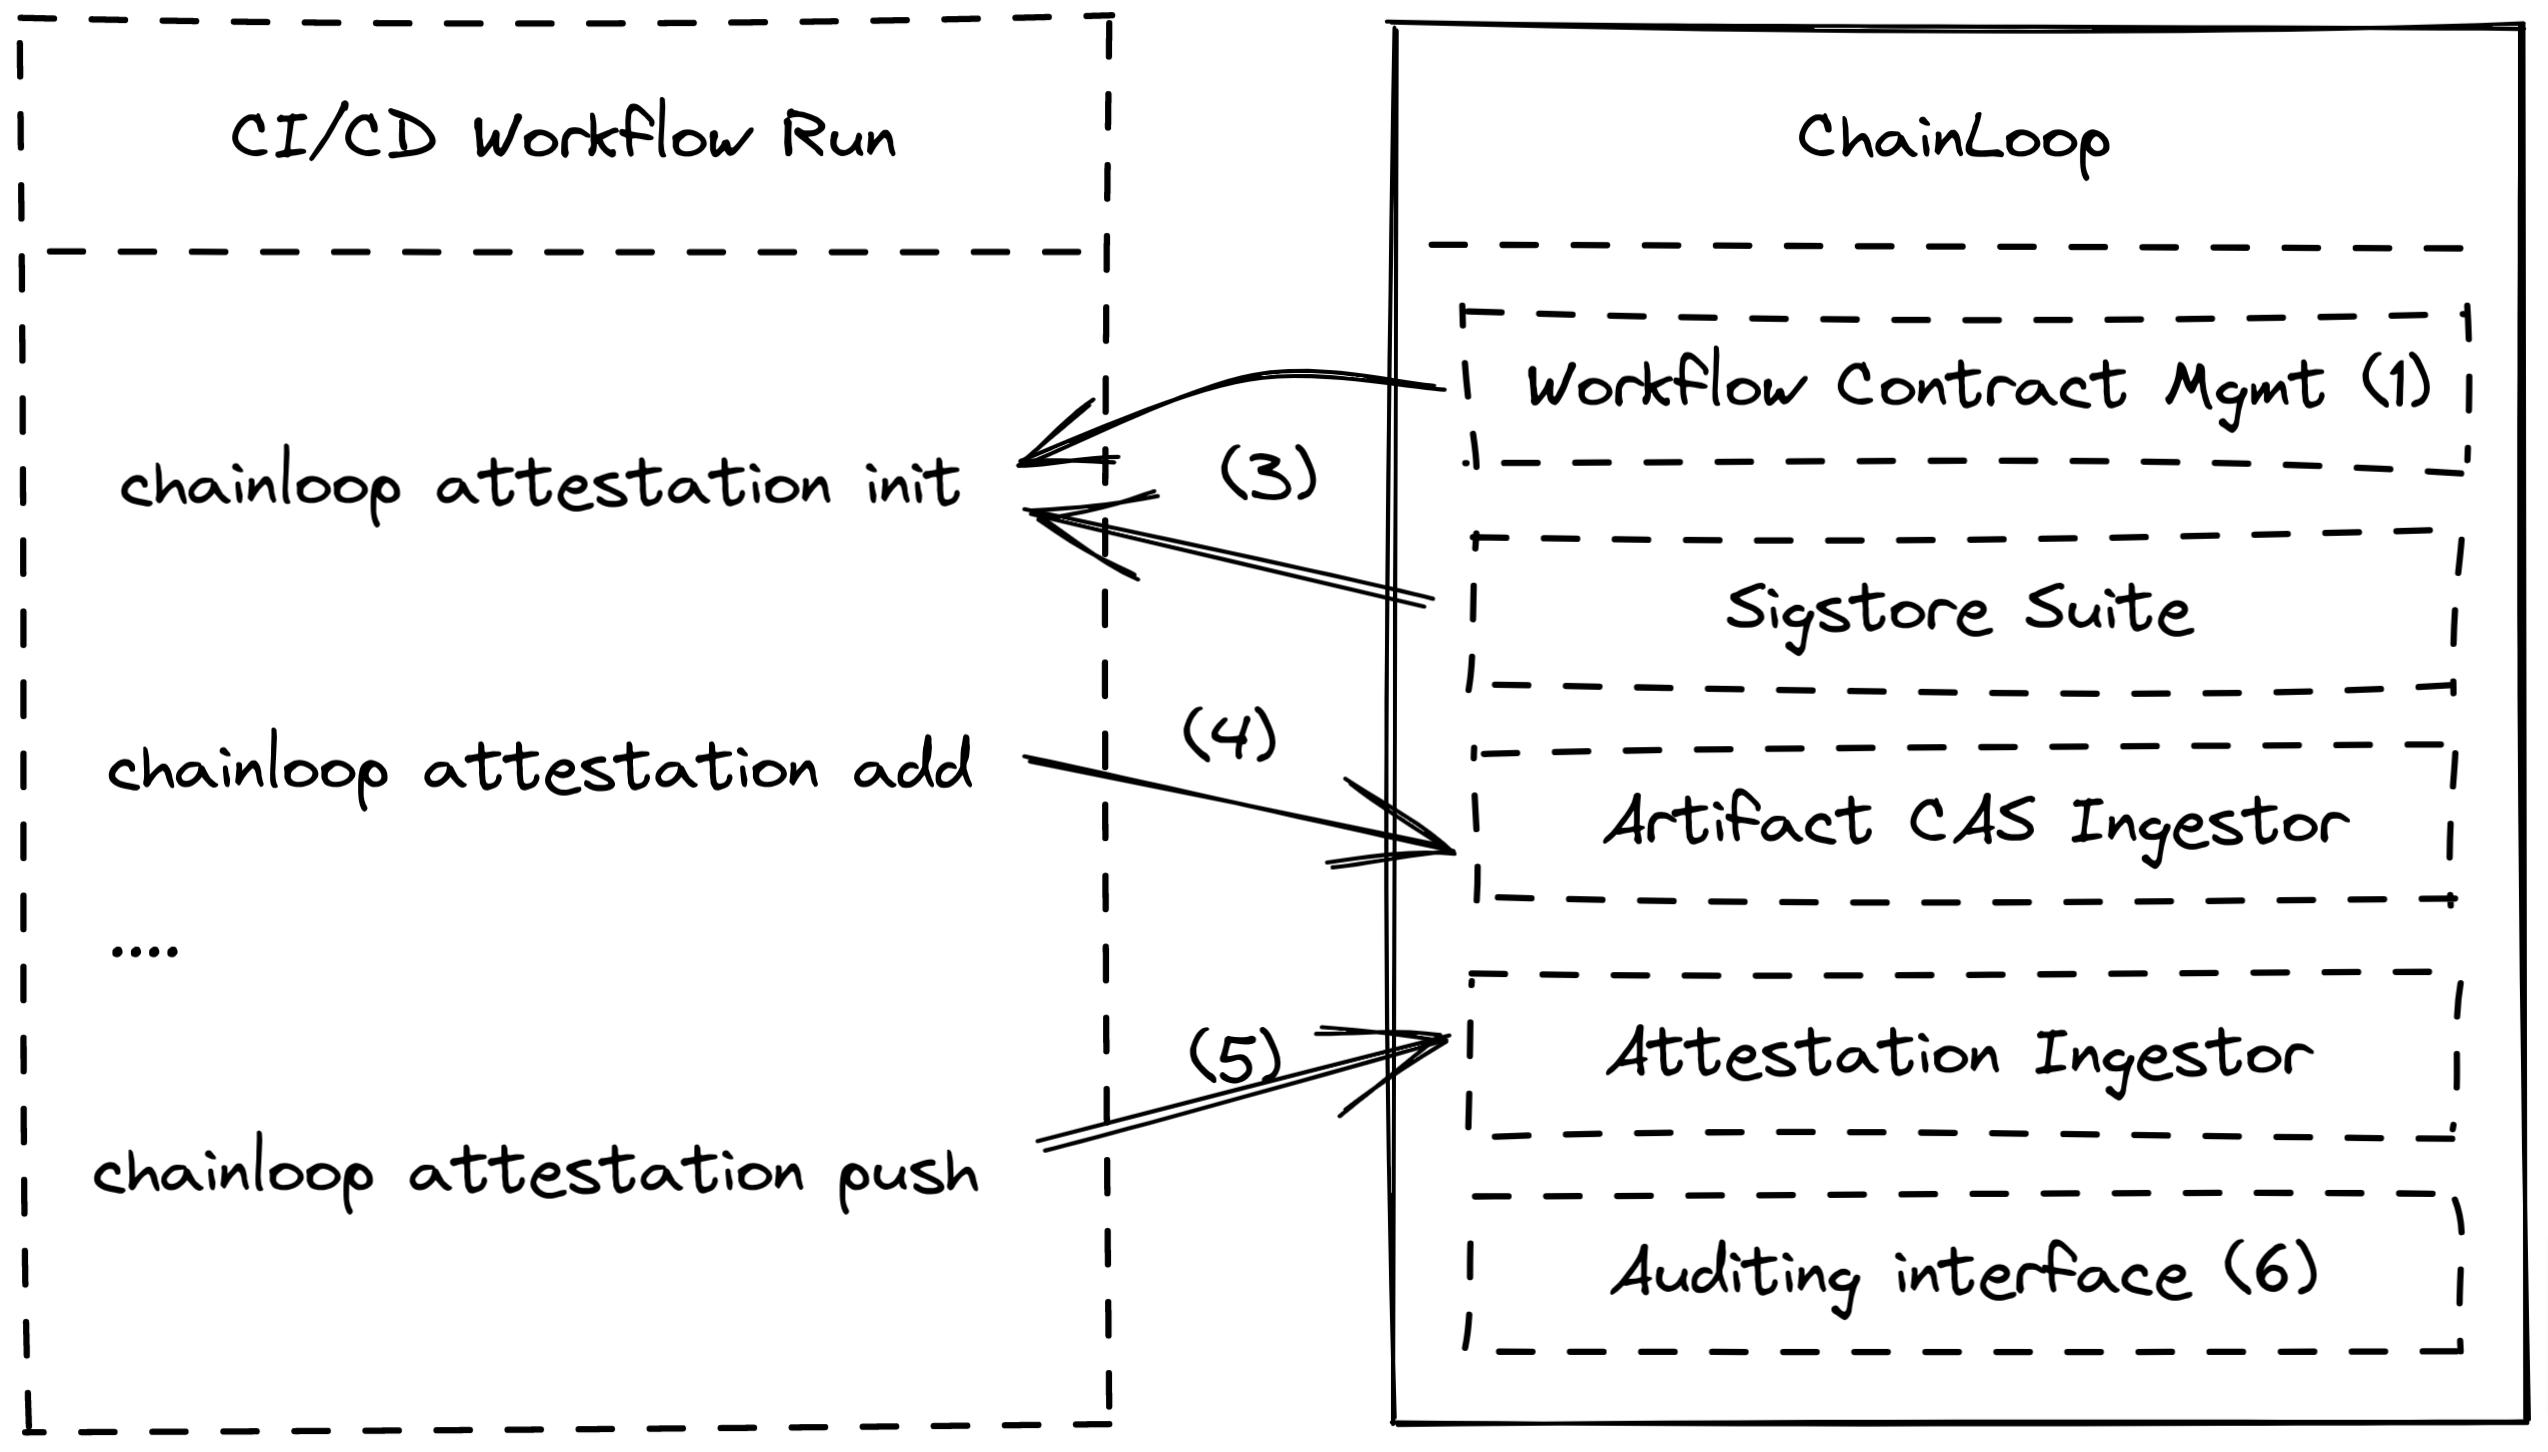 CI/CD Workflow Run
chainloop attestation init
chainloop attestation add
....
chainloop attestation push
(3)
(4)
(5)
ChainLoop
Workflow Contract Mgmt (1)
Sigstore Suite
Artifact CAS Ingestor
Attestation Ingestor
Auditing interface (6)